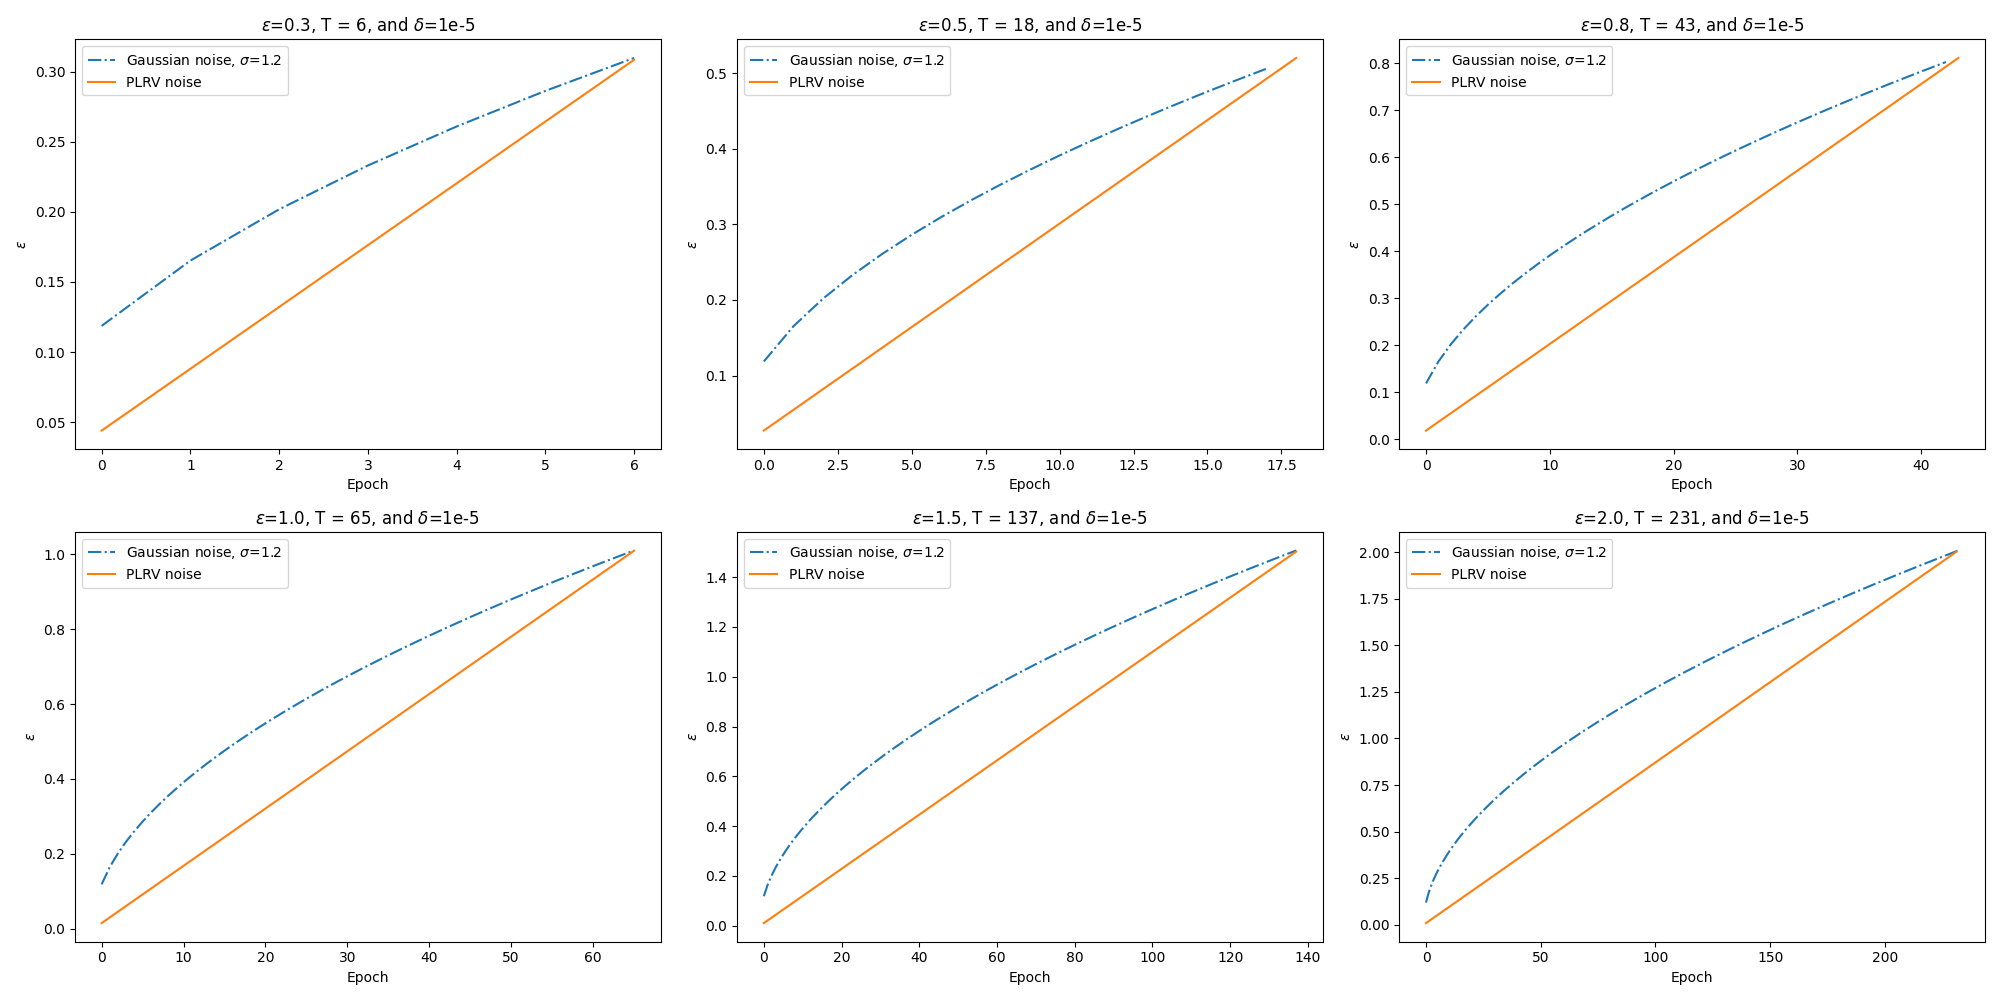 ε=0.3, T = 6, and δ=1e-5
Gaussian noise, σ=1.2
PLRV noise
0.30
0.25
0.20
0.15
0.10
0.05
ε
0 1 2 3 4 5 6
Epoch
ε=0.5, T = 18, and δ=1e-5
Gaussian noise, σ=1.2
PLRV noise
0.5
0.4
0.3
0.2
0.1
ε
0.0 2.5 5.0 7.5 10.0 12.5 15.0 17.5
Epoch
ε=0.8, T = 43, and δ=1e-5
Gaussian noise, σ=1.2
PLRV noise
0.8
0.7
0.6
0.5
0.4
0.3
0.2
0.1
0.0
ε
0 10 20 30 40
Epoch
ε=1.0, T = 65, and δ=1e-5
Gaussian noise, σ=1.2
PLRV noise
1.0
0.8
0.6
0.4
0.2
0.0
ε
0 10 20 30 40 50 60
Epoch
ε=1.5, T = 137, and δ=1e-5
Gaussian noise, σ=1.2
PLRV noise
1.4
1.2
1.0
0.8
0.6
0.4
0.2
0.0
ε
0 20 40 60 80 100 120 140
Epoch
ε=2.0, T = 231, and δ=1e-5
Gaussian noise, σ=1.2
PLRV noise
2.00
1.75
1.50
1.25
1.00
0.75
0.50
0.25
0.00
ε
0 50 100 150 200
Epoch